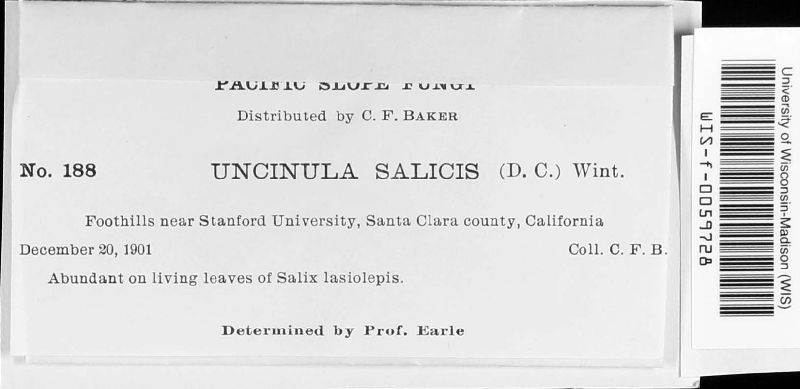 PACIFIC SLOPE FUNGI
Distributed by C. F. BAKER
No. 188 UNCINULA SALICIS (D. C.) Wint.
Foothills near Stanford University, Santa Clara county, California
December 20, 1901 Coll. C. F. B.
Abundant on living leaves of Salix lasiolepis.
Determined by Prof. Earle
University of Wisconsin-Madison (WIS)
WIS-f-0059728